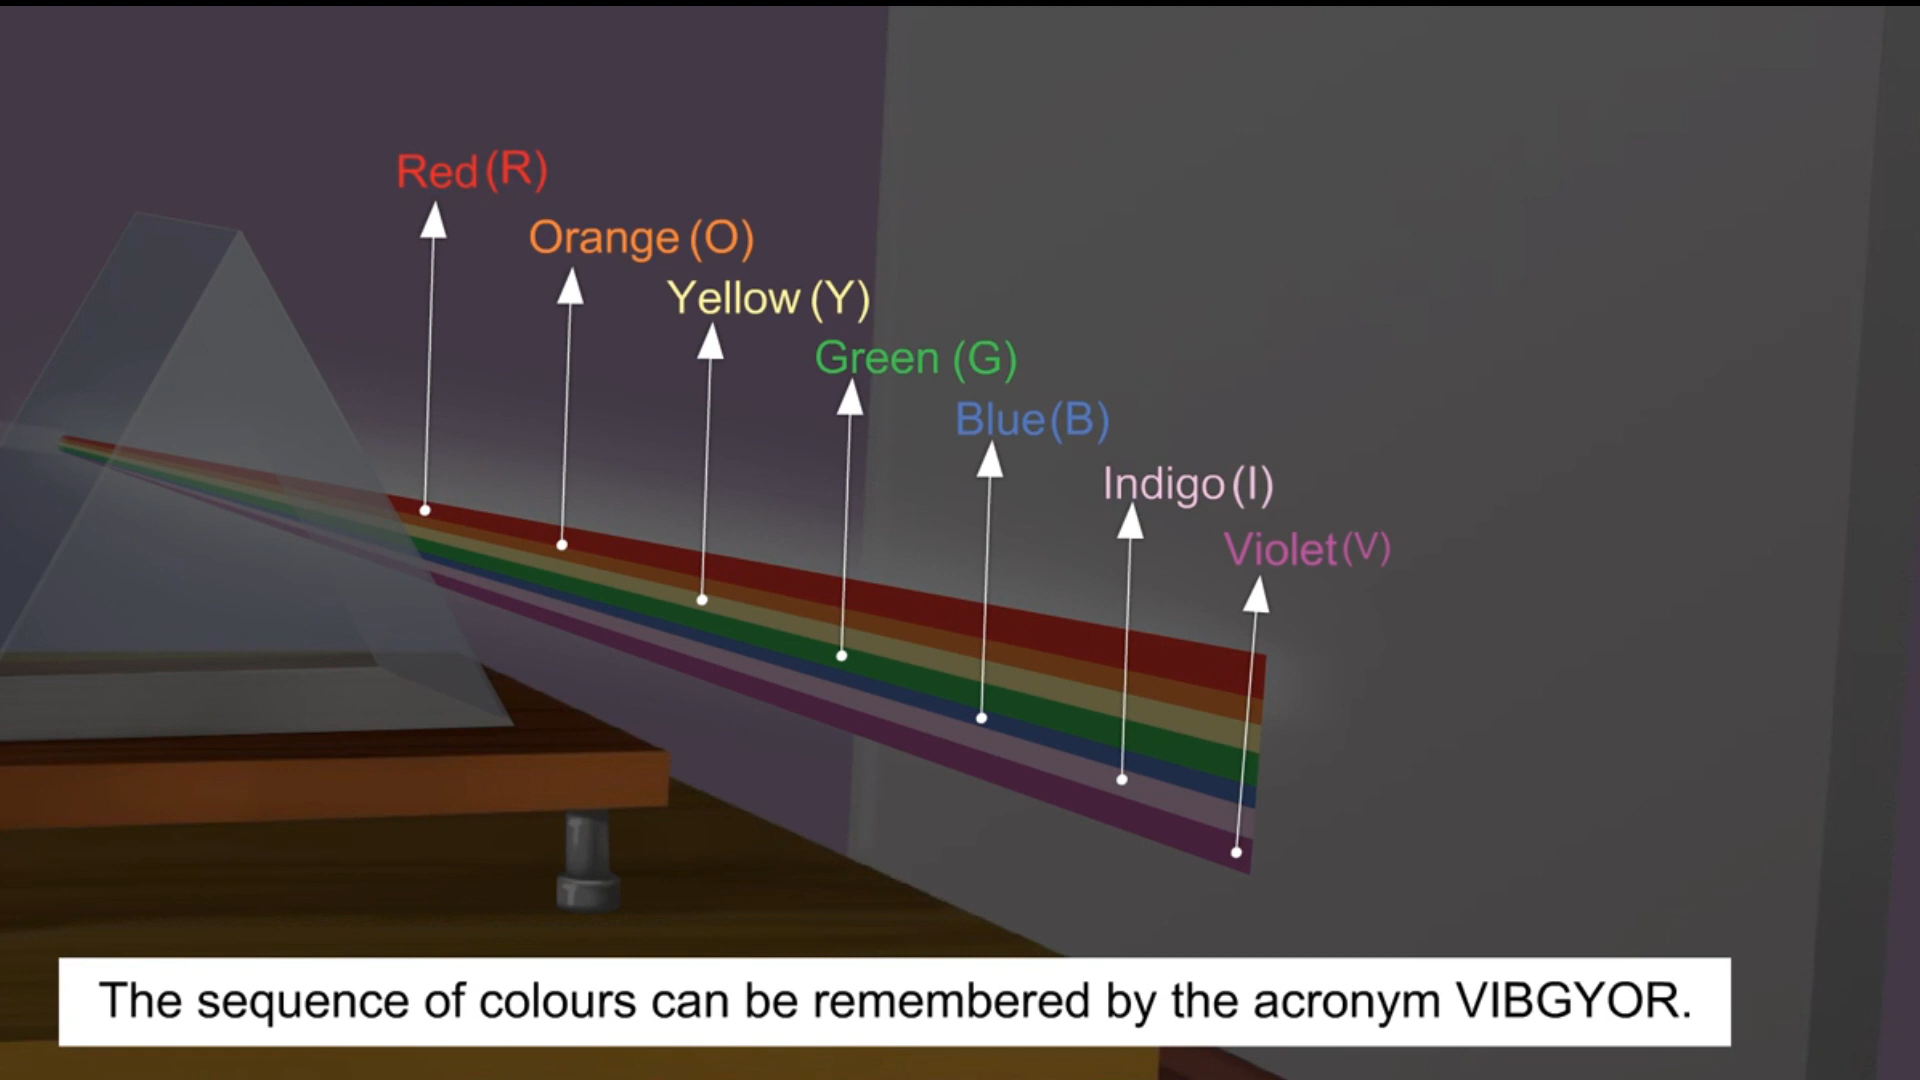 Red (R)
Orange (O)
Yellow (Y)
Green (G)
Blue (B)
Indigo (I)
Violet (V)
The sequence of colours can be remembered by the acronym VIBGYOR.